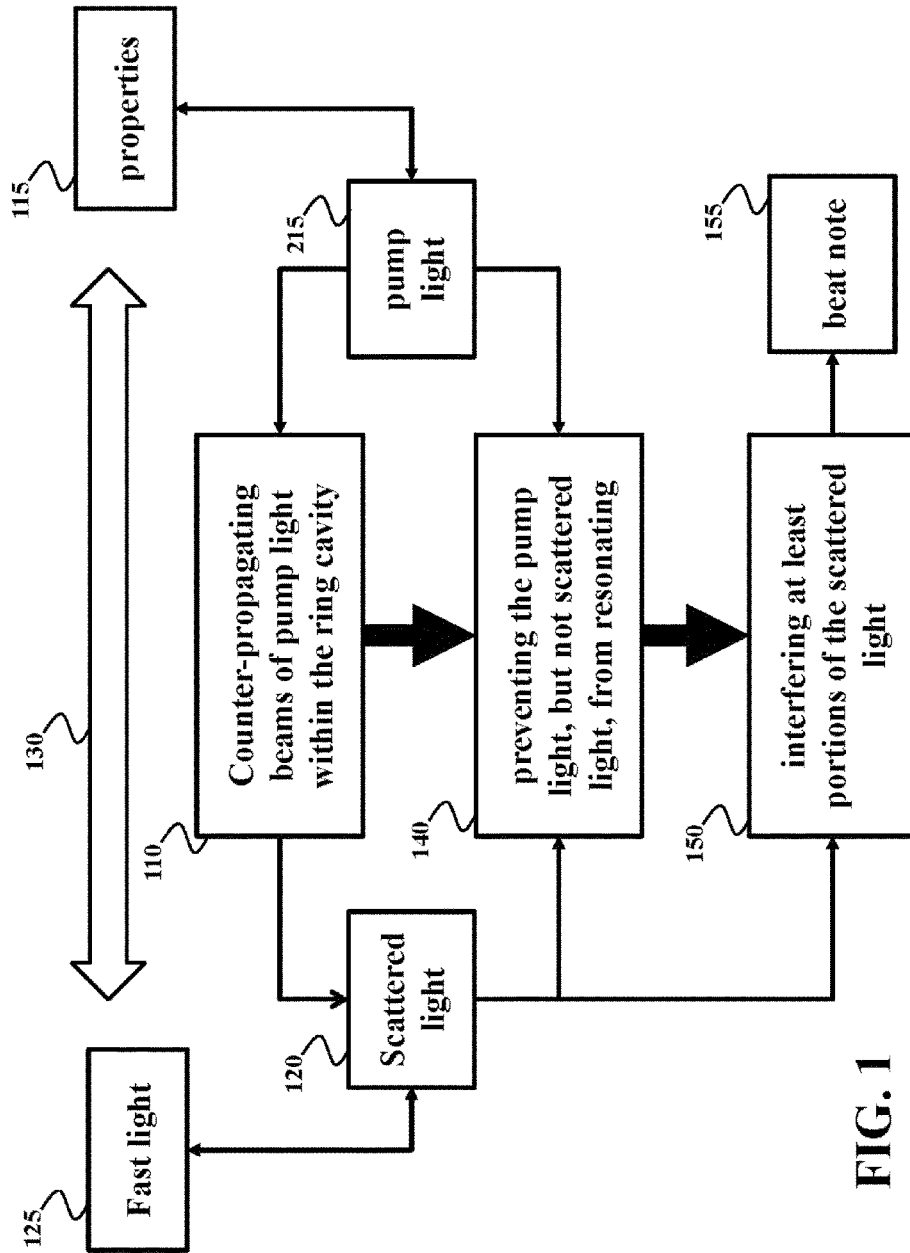 130
125
Fast light
115
properties
110
Counter-propagating
beams of pump light
within the ring cavity
120
Scattered
light
215
pump
light
140
preventing the pump
light, but not scattered
light, from resonating
150
interfering at least
portions of the scattered
light
155
beat note
FIG. 1